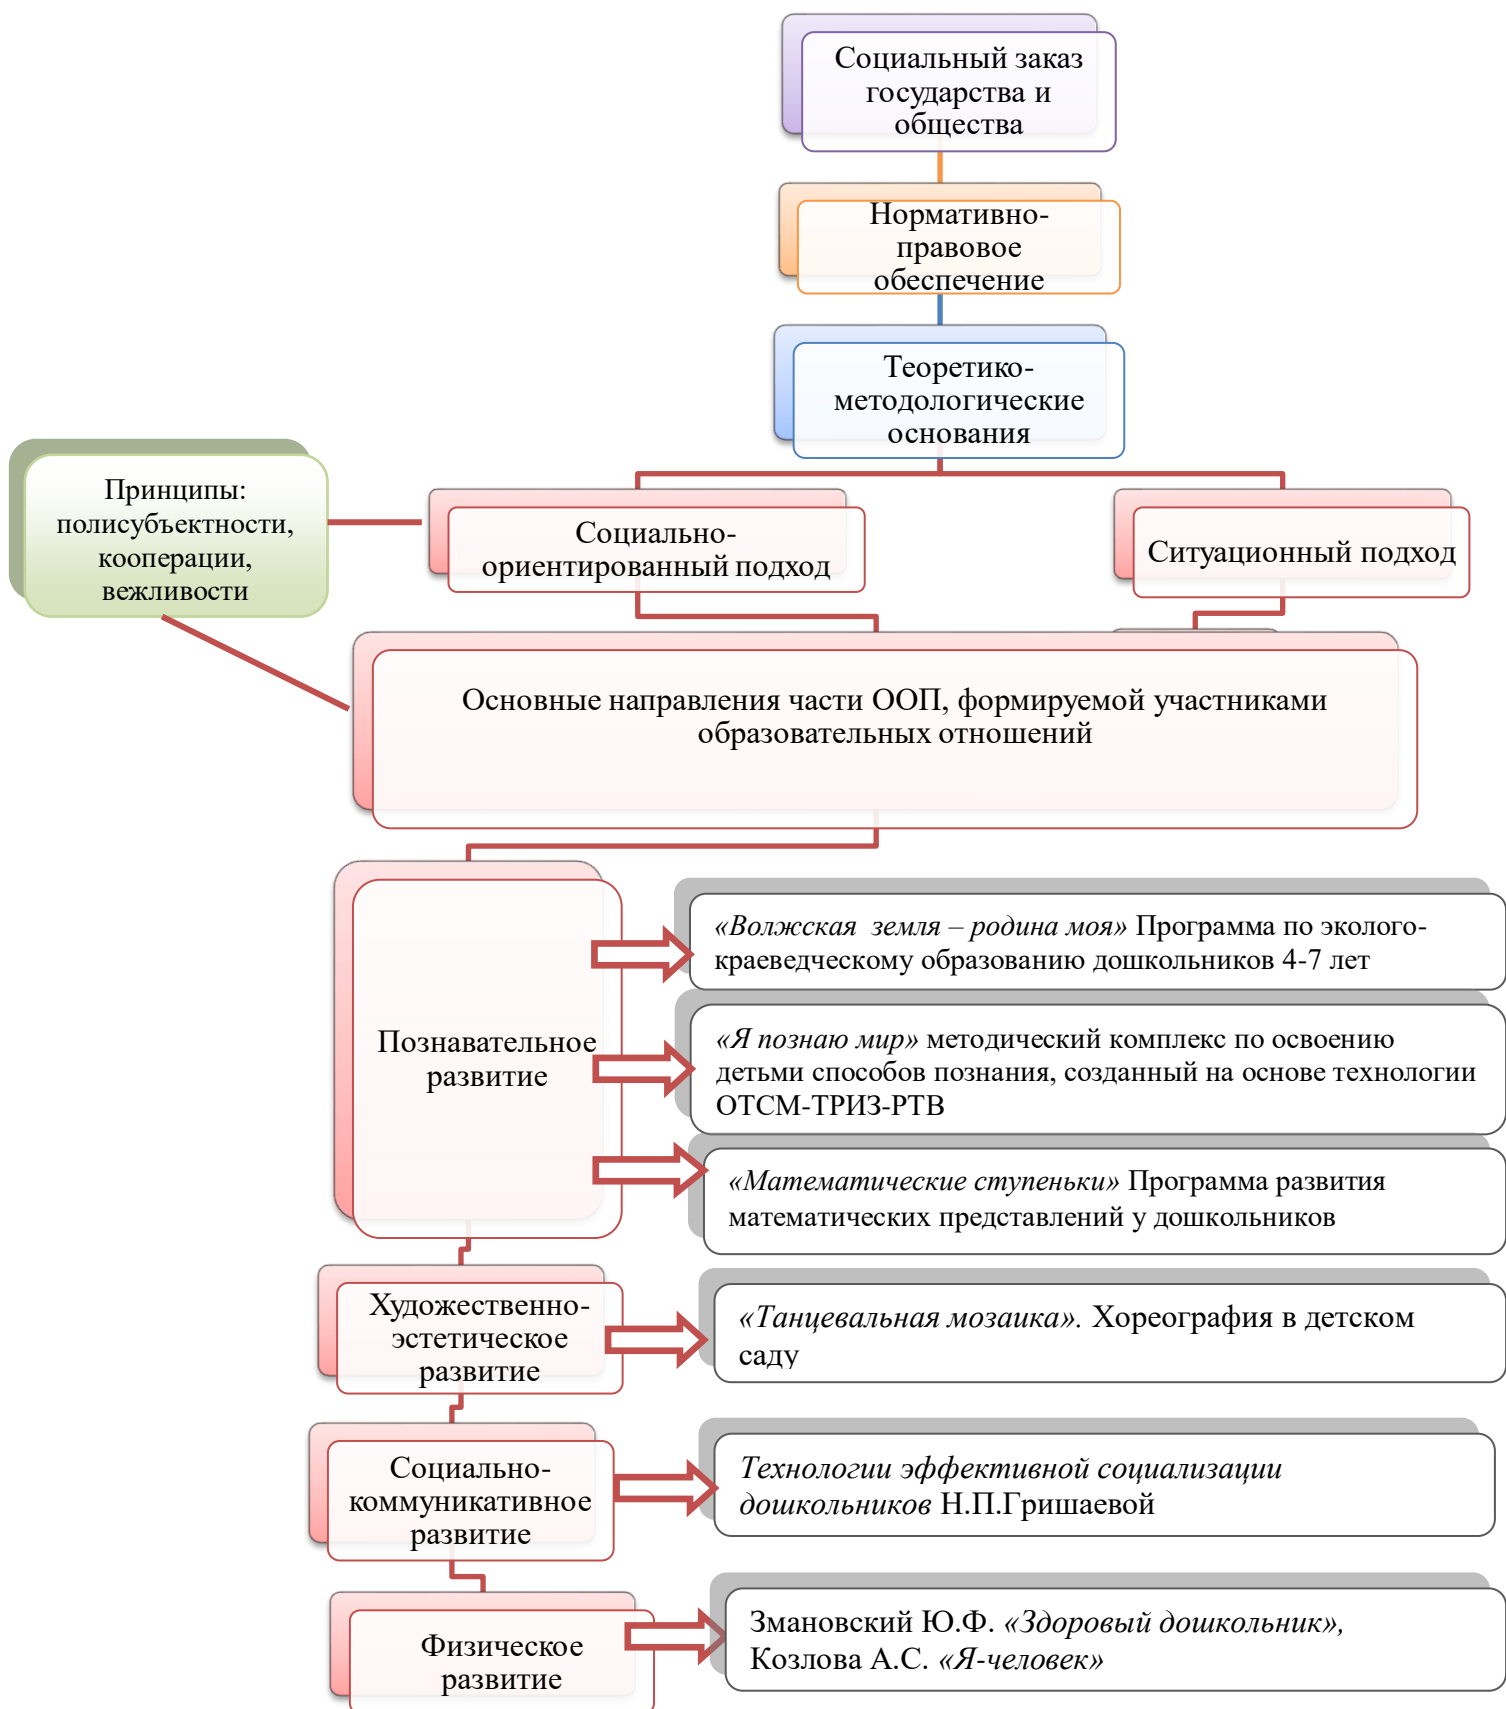 Социальный заказ
государства и
общества
Нормативно-
правовое
обеспечение
Теоретико-
методологические
основания
Принципы:
полисубъектности,
кооперации,
вежливости
Социально-
ориентированный подход
Ситуационный подход
Основные направления части ООП, формируемой участниками
образовательных отношений
Познавательное
развитие
«Волжская земля – родина моя» Программа по эколого-
краеведческому образованию дошкольников 4-7 лет
«Я познаю мир» методический комплекс по освоению
детьми способов познания, созданный на основе технологии
ОТСМ-ТРИЗ-РТВ
«Математические ступеньки» Программа развития
математических представлений у дошкольников
Художественно-
эстетическое
развитие
«Танцевальная мозаика». Хореография в детском
саду
Социально-
коммуникативное
развитие
Технологии эффективной социализации
дошкольников Н.П.Гришаевой
Физическое
развитие
Змановский Ю.Ф. «Здоровый дошкольник»,
Козлова А.С. «Я-человек»